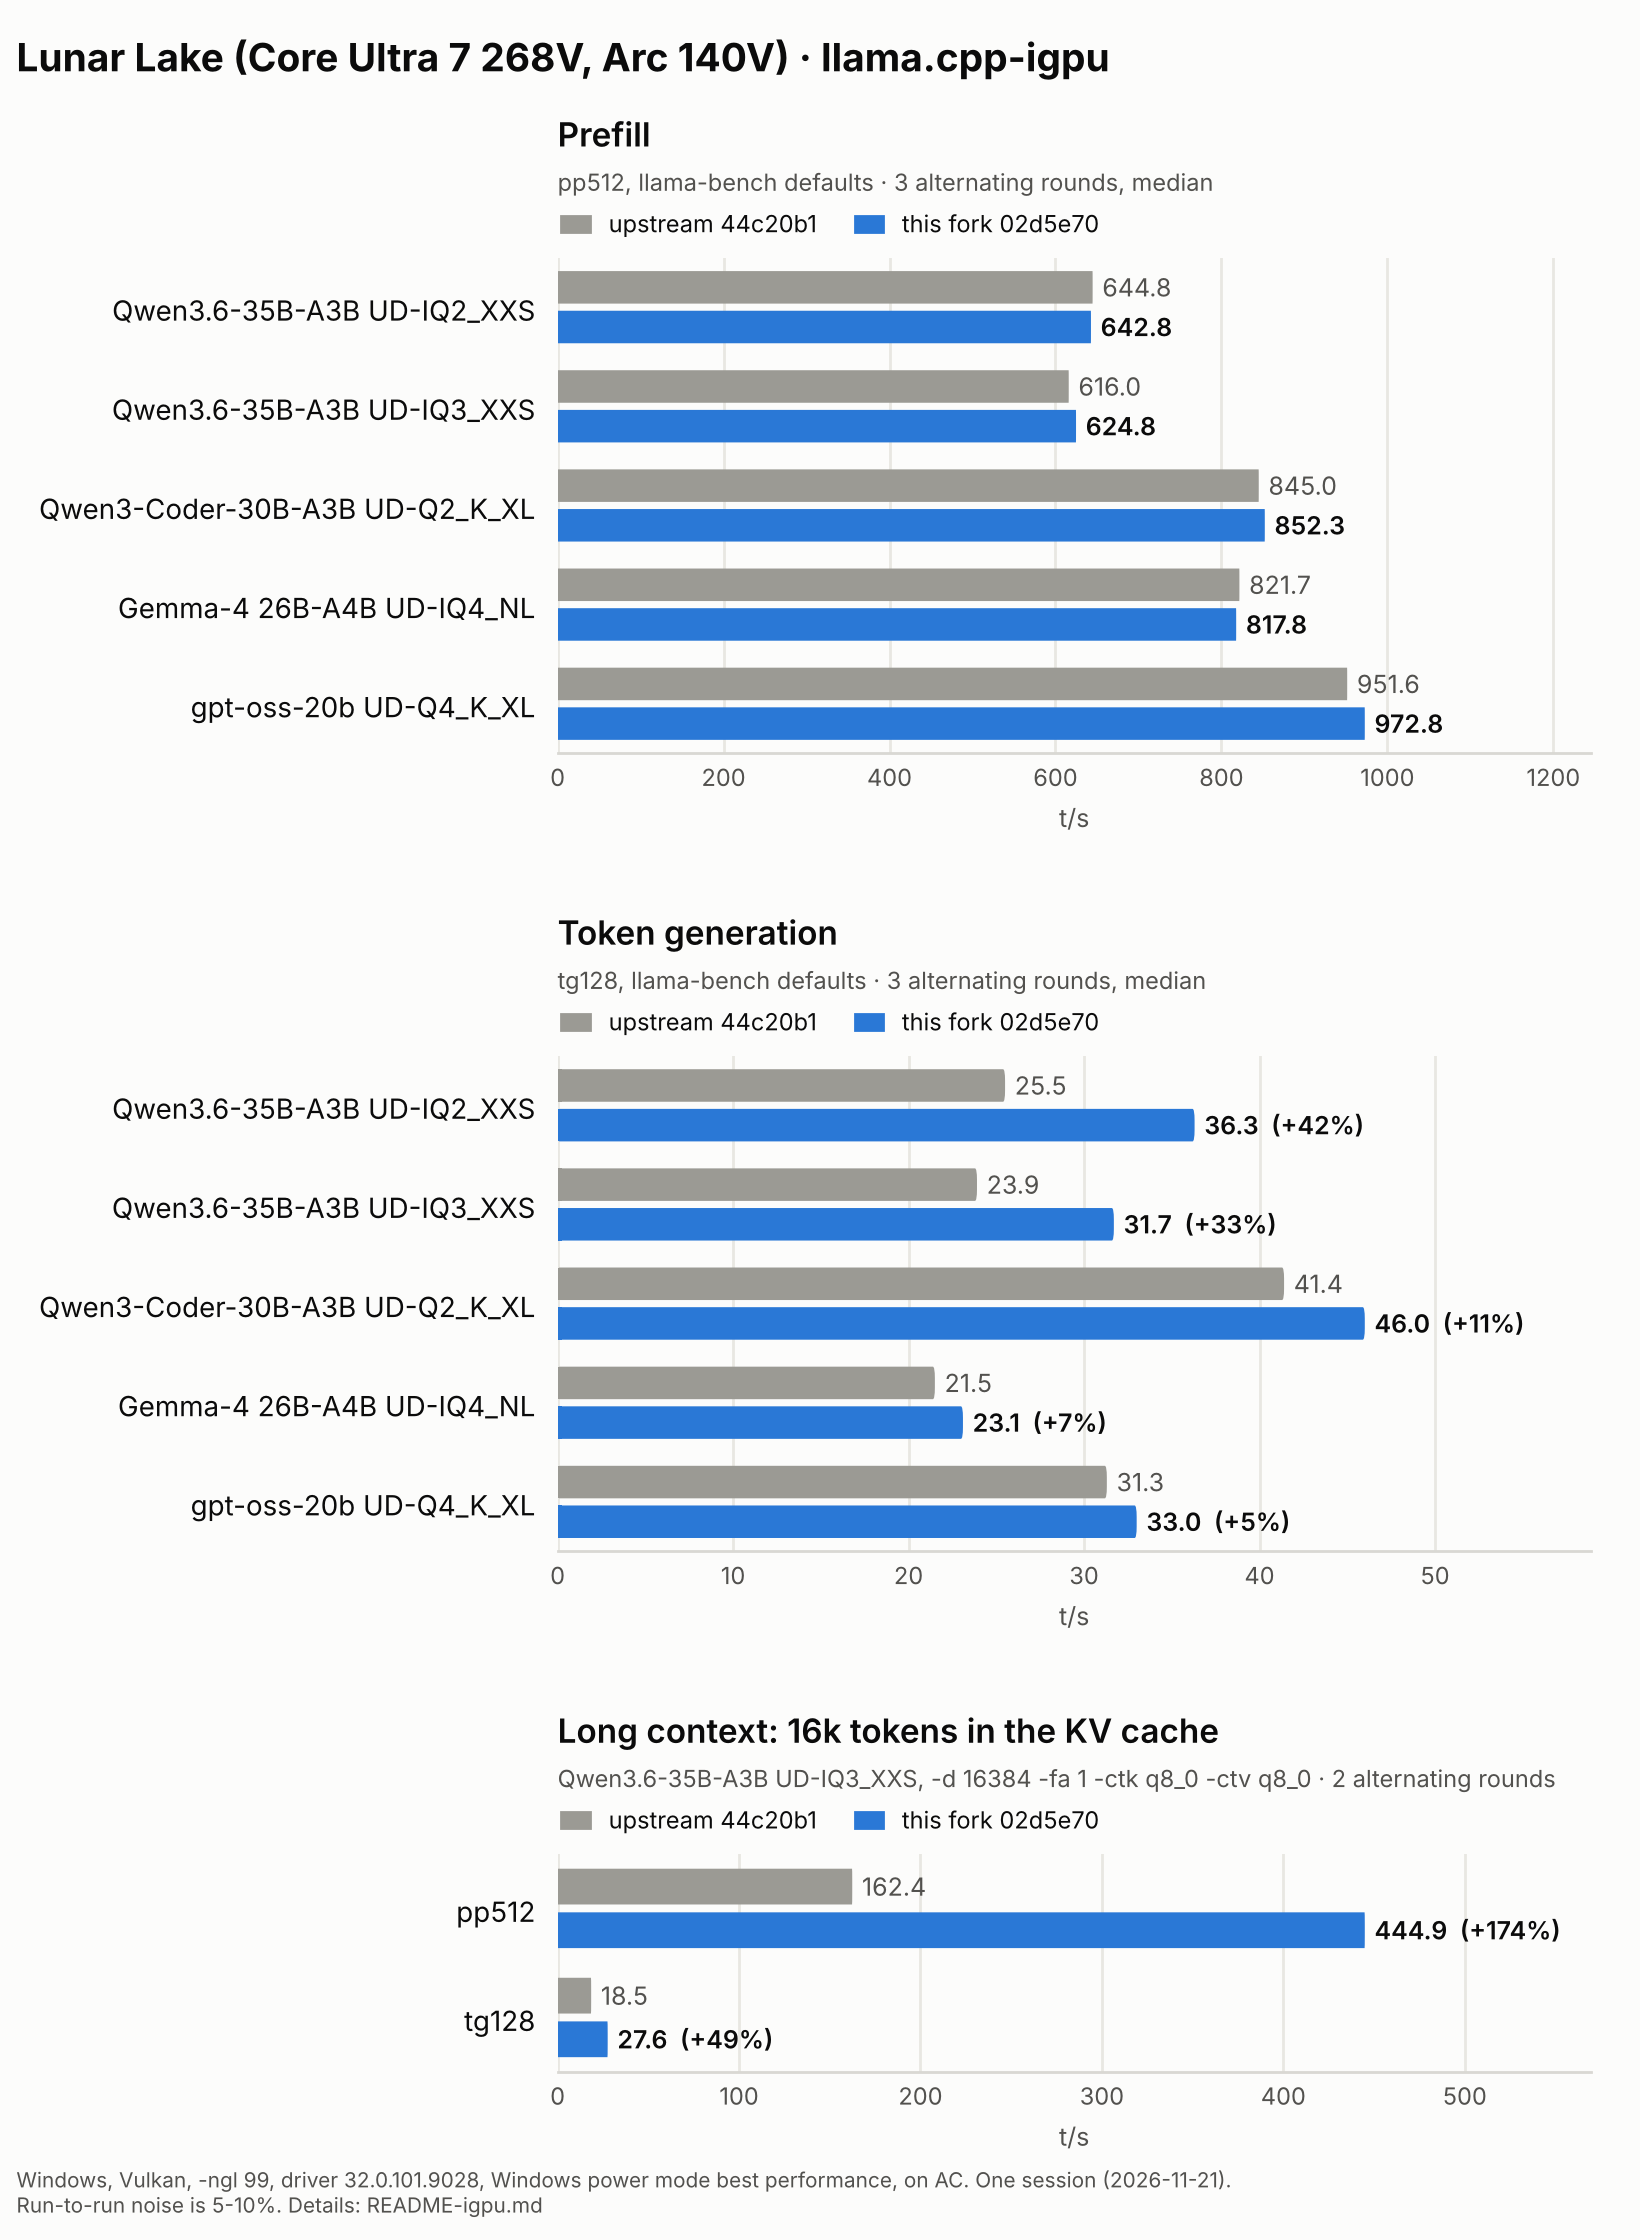 Lunar Lake (Core Ultra 7 268V, Arc 140V) · llama.cpp-igpu
Prefill
pp512, llama-bench defaults · 3 alternating rounds, median
upstream 44c20b1 this fork 02d5e70
Qwen3.6-35B-A3B UD-IQ2_XXS 644.8
642.8
Qwen3.6-35B-A3B UD-IQ3_XXS 616.0
624.8
Qwen3-Coder-30B-A3B UD-Q2_K_XL 845.0
852.3
Gemma-4 26B-A4B UD-IQ4_NL 821.7
817.8
gpt-oss-20b UD-Q4_K_XL 951.6
972.8
0 200 400 600 800 1000 1200
t/s
Token generation
tg128, llama-bench defaults · 3 alternating rounds, median
upstream 44c20b1 this fork 02d5e70
Qwen3.6-35B-A3B UD-IQ2_XXS 25.5
36.3 (+42%)
Qwen3.6-35B-A3B UD-IQ3_XXS 23.9
31.7 (+33%)
Qwen3-Coder-30B-A3B UD-Q2_K_XL 41.4
46.0 (+11%)
Gemma-4 26B-A4B UD-IQ4_NL 21.5
23.1 (+7%)
gpt-oss-20b UD-Q4_K_XL 31.3
33.0 (+5%)
0 10 20 30 40 50
t/s
Long context: 16k tokens in the KV cache
Qwen3.6-35B-A3B UD-IQ3_XXS, -d 16384 -fa 1 -ctk q8_0 -ctv q8_0 · 2 alternating rounds
upstream 44c20b1 this fork 02d5e70
pp512 162.4
444.9 (+174%)
tg128 18.5
27.6 (+49%)
0 100 200 300 400 500
t/s
Windows, Vulkan, -ngl 99, driver 32.0.101.9028, Windows power mode best performance, on AC. One session (2026-11-21).
Run-to-run noise is 5-10%. Details: README-igpu.md